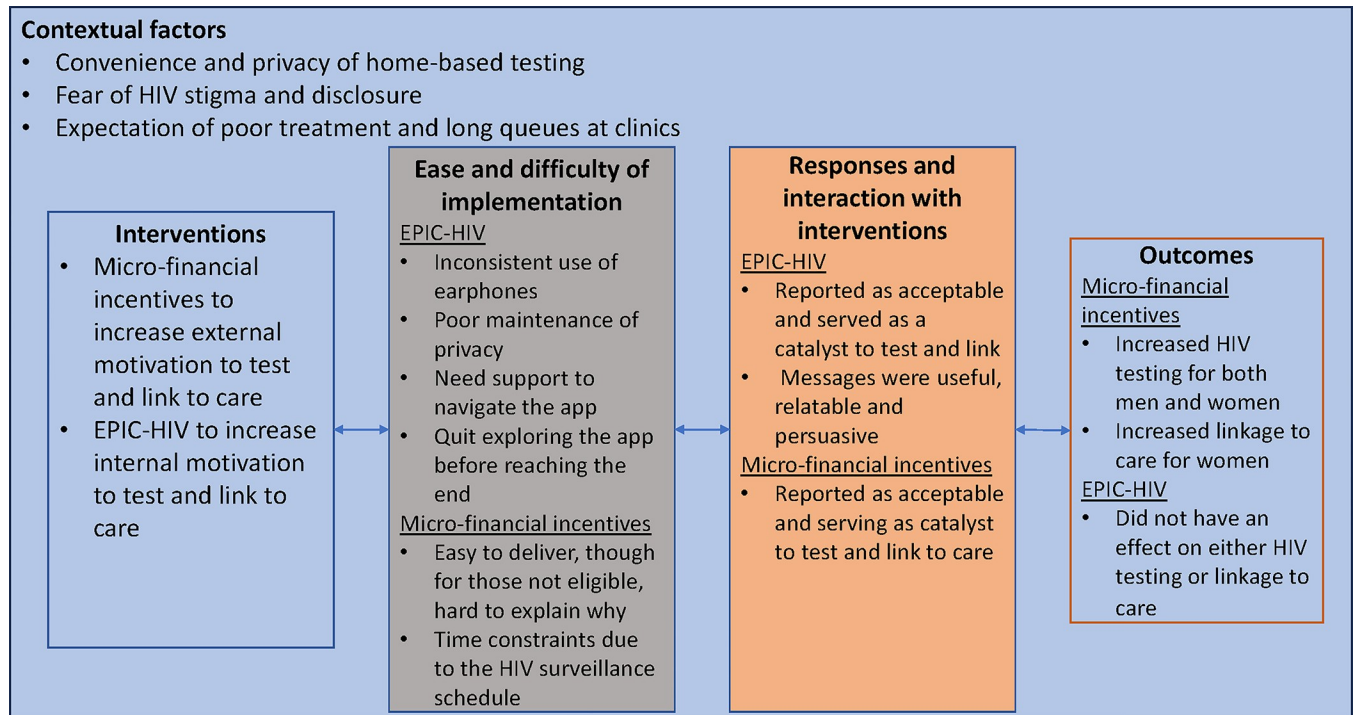 Contextual factors
• Convenience and privacy of home-based testing
• Fear of HIV stigma and disclosure
• Expectation of poor treatment and long queues at clinics
Interventions
• Micro-financial
incentives to
increase external
motivation to test
and link to care
• EPIC-HIV to increase
internal motivation
to test and link to
care
Ease and difficulty of
implementation
EPIC-HIV
• Inconsistent use of
earphones
• Poor maintenance of
privacy
• Need support to
navigate the app
• Quit exploring the app
before reaching the
end
Micro-financial incentives
• Easy to deliver, though
for those not eligible,
hard to explain why
• Time constraints due
to the HIV surveillance
schedule
Responses and
interaction with
interventions
EPIC-HIV
• Reported as acceptable
and served as a
catalyst to test and link
• Messages were useful,
relatable and
persuasive
Micro-financial incentives
• Reported as acceptable
and serving as catalyst
to test and link to care
Outcomes
Micro-financial
incentives
• Increased HIV
testing for both
men and women
• Increased linkage to
care for women
EPIC-HIV
• Did not have an
effect on either HIV
testing or linkage to
care